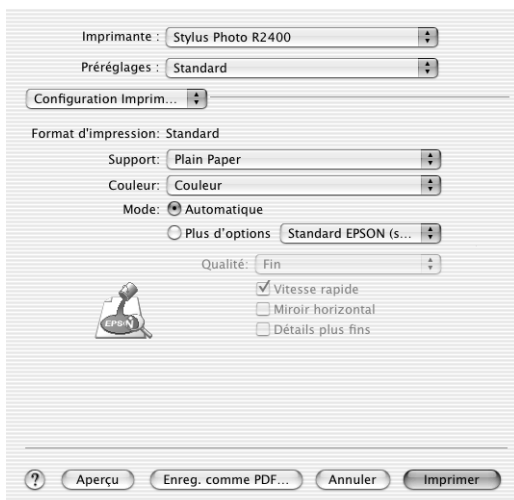 Imprimante : Stylus Photo R2400
Préréglages : Standard
Configuration Imprim...
Format d'impression: Standard
Support: Plain Paper
Couleur: Couleur
Mode: Automatique
Plus d'options Standard EPSON (s...
Qualité: Fin
Vitesse rapide
Miroir horizontal
Détails plus fins
EPSON
? Aperçu Enreg. comme PDF... Annuler Imprimer